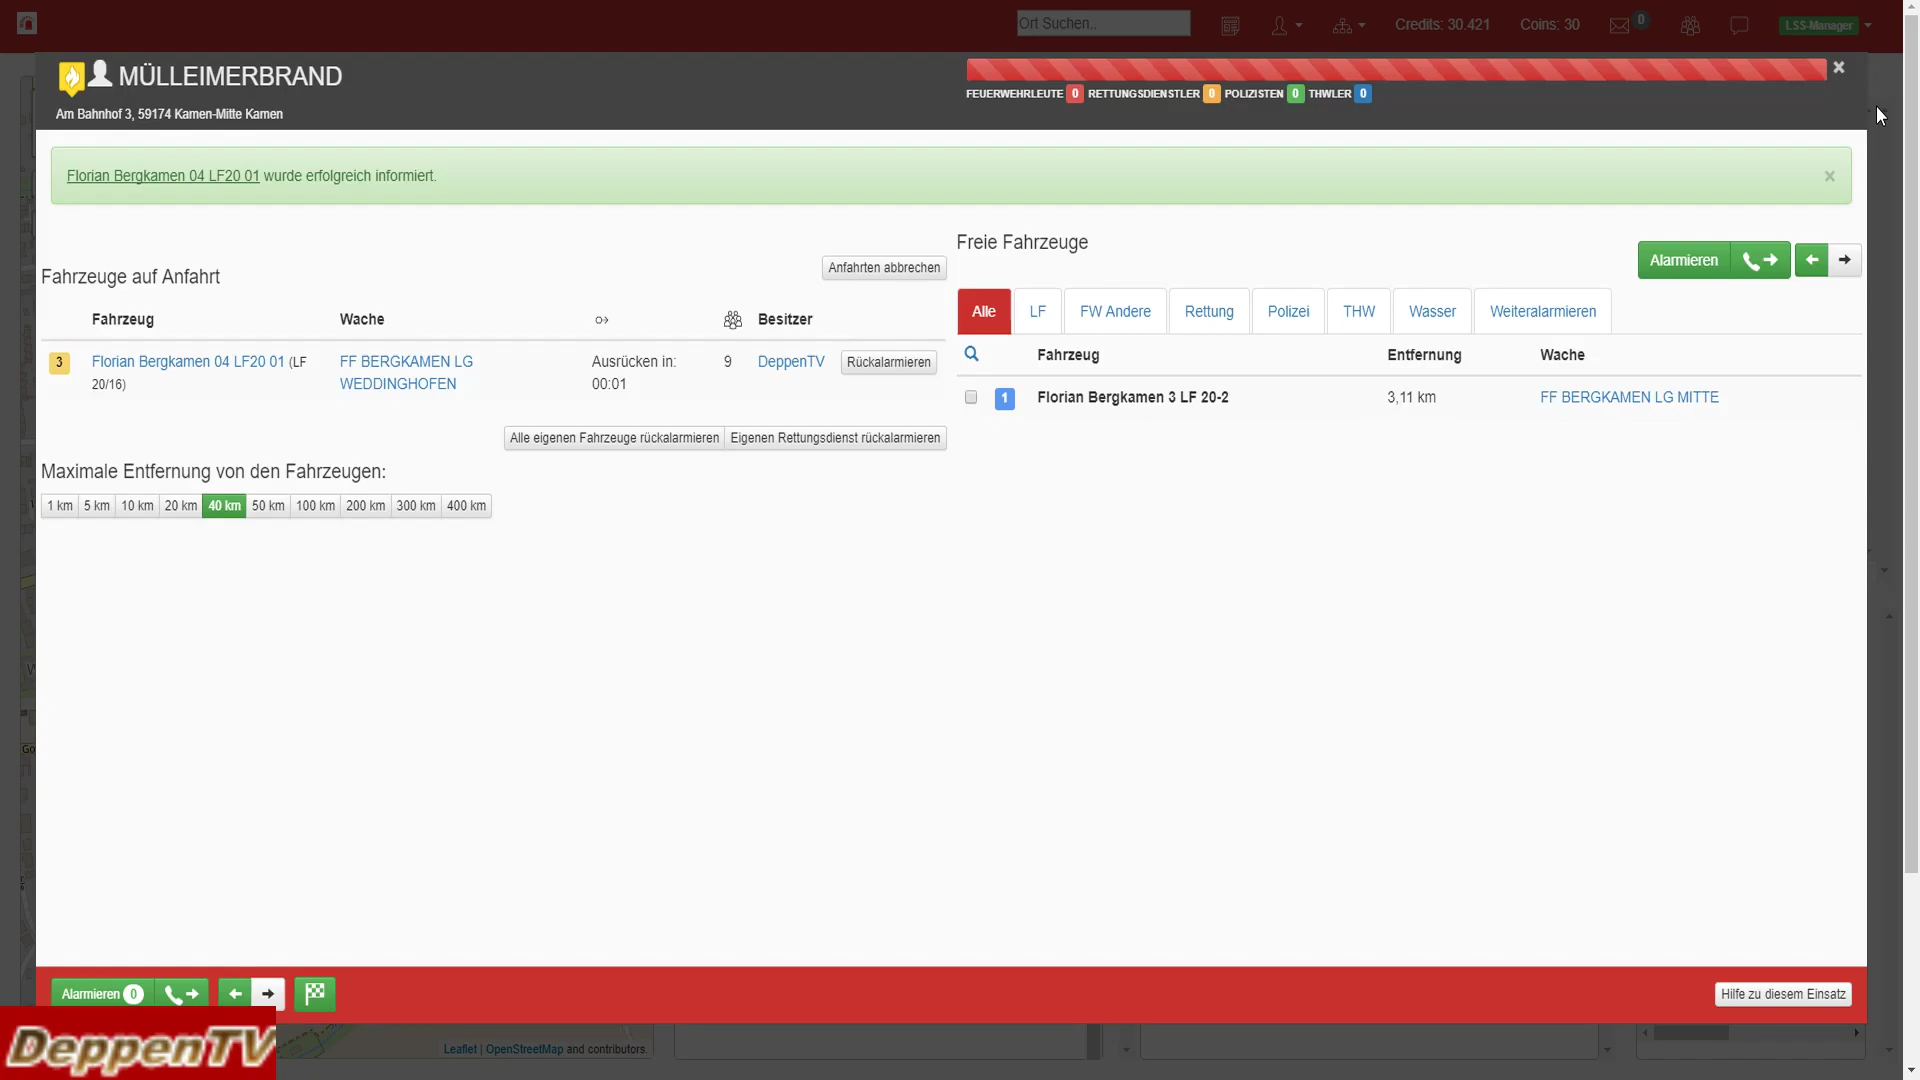 Ort Suchen..
Credits: 30.421
Coins: 30
0
LSS-Manager
MÜLLEIMERBRAND
Am Bahnhof 3, 59174 Kamen-Mitte Kamen
FEUERWEHRLEUTE 0 RETTUNGSDIENSTLER 0 POLIZISTEN 0 THWLER 0
×
Florian Bergkamen 04 LF20 01 wurde erfolgreich informiert.
×
Fahrzeuge auf Anfahrt
Anfahrten abbrechen
Fahrzeug Wache Besitzer
3 Florian Bergkamen 04 LF20 01 (LF
20/16)
FF BERGKAMEN LG
WEDDINGHOFEN
Ausrücken in:
00:01
9
DeppenTV
Rückalarmieren
Alle eigenen Fahrzeuge rückalarmieren Eigenen Rettungsdienst rückalarmieren
Maximale Entfernung von den Fahrzeugen:
1 km 5 km 10 km 20 km 40 km 50 km 100 km 200 km 300 km 400 km
Freie Fahrzeuge
Alarmieren
Alle LF FW Andere Rettung Polizei THW Wasser Weiteralarmieren
Fahrzeug Entfernung Wache
1 Florian Bergkamen 3 LF 20-2 3,11 km FF BERGKAMEN LG MITTE
Alarmieren 0
Hilfe zu diesem Einsatz
DeppenTV
Leaflet | OpenStreetMap and contributors.